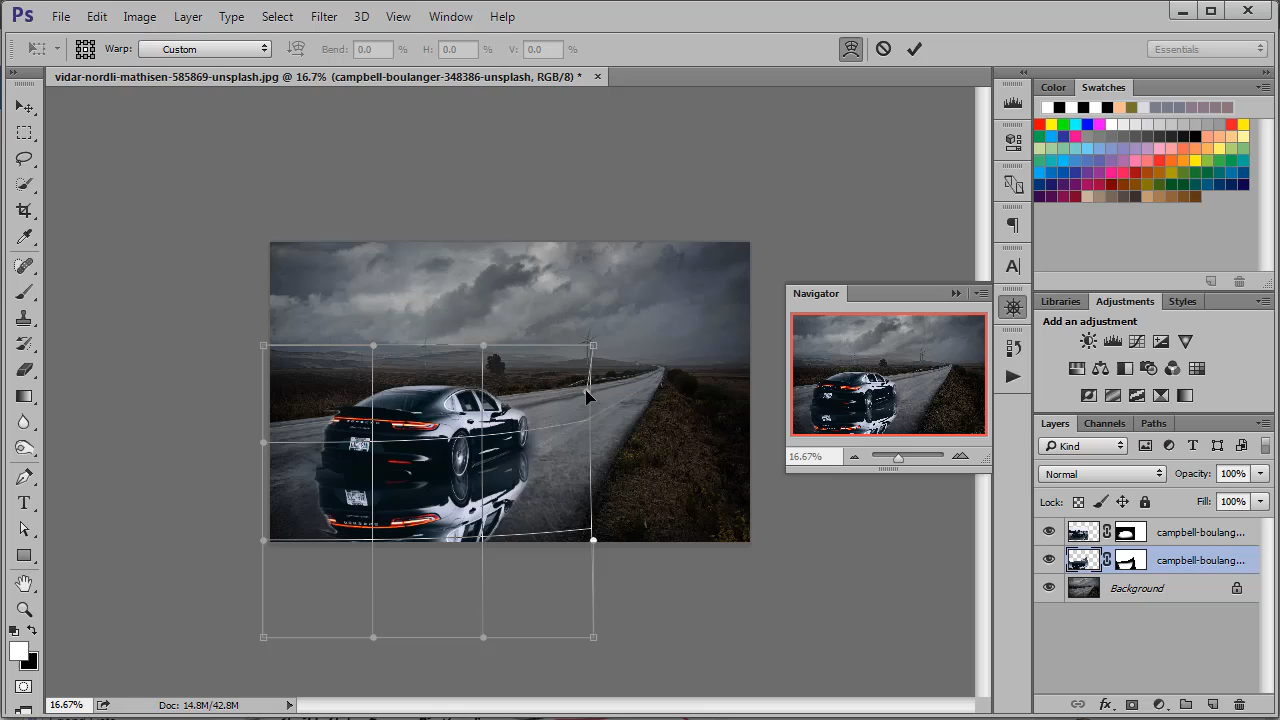 Ps File Edit Image Layer Type Select Filter 3D View Window Help
Warp: Custom Bend: 0.0 % H: 0.0 % V: 0.0 % Essentials
vidar-nordli-mathisen-585869-unsplash.jpg @ 16.7% (campbell-boulanger-348386-unsplash, RGB/8) *
Color Swatches
Navigator
16.67%
Libraries Adjustments Styles
Add an adjustment
Layers Channels Paths
Kind
Normal Opacity: 100%
Lock: Fill: 100%
campbell-boulang...
campbell-boulang...
Background
16.67% Doc: 14.8M/42.8M